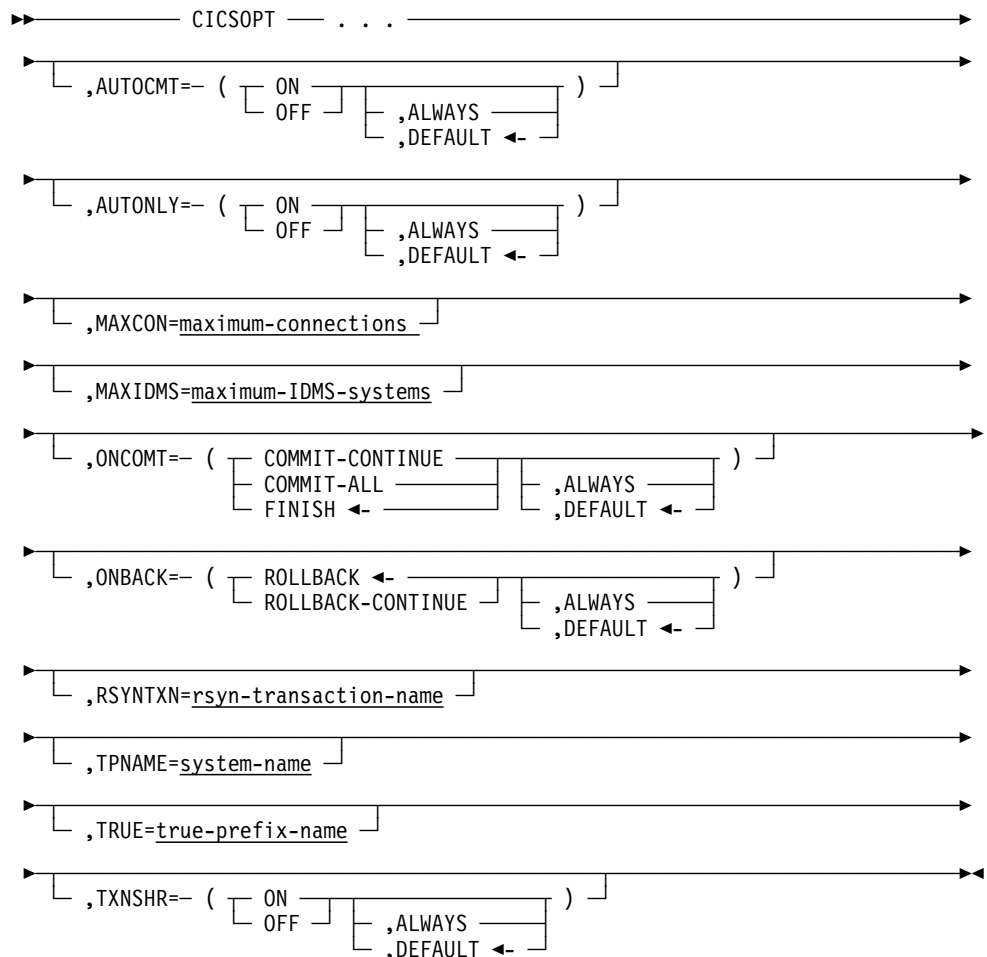 CICSOPT . . .
,AUTOCMT= ( ON )
OFF ,ALWAYS
,DEFAULT
,AUTONLY= ( ON )
OFF ,ALWAYS
,DEFAULT
,MAXCON=maximum-connections
,MAXIDMS=maximum-IDMS-systems
,ONCOMT= ( COMMIT-CONTINUE )
COMMIT-ALL ,ALWAYS
FINISH ,DEFAULT
,ONBACK= ( ROLLBACK )
ROLLBACK-CONTINUE ,ALWAYS
,DEFAULT
,RSYNTXN=rsyn-transaction-name
,TPNAME=system-name
,TRUE=true-prefix-name
,TXNSHR= ( ON )
OFF ,ALWAYS
,DEFAULT